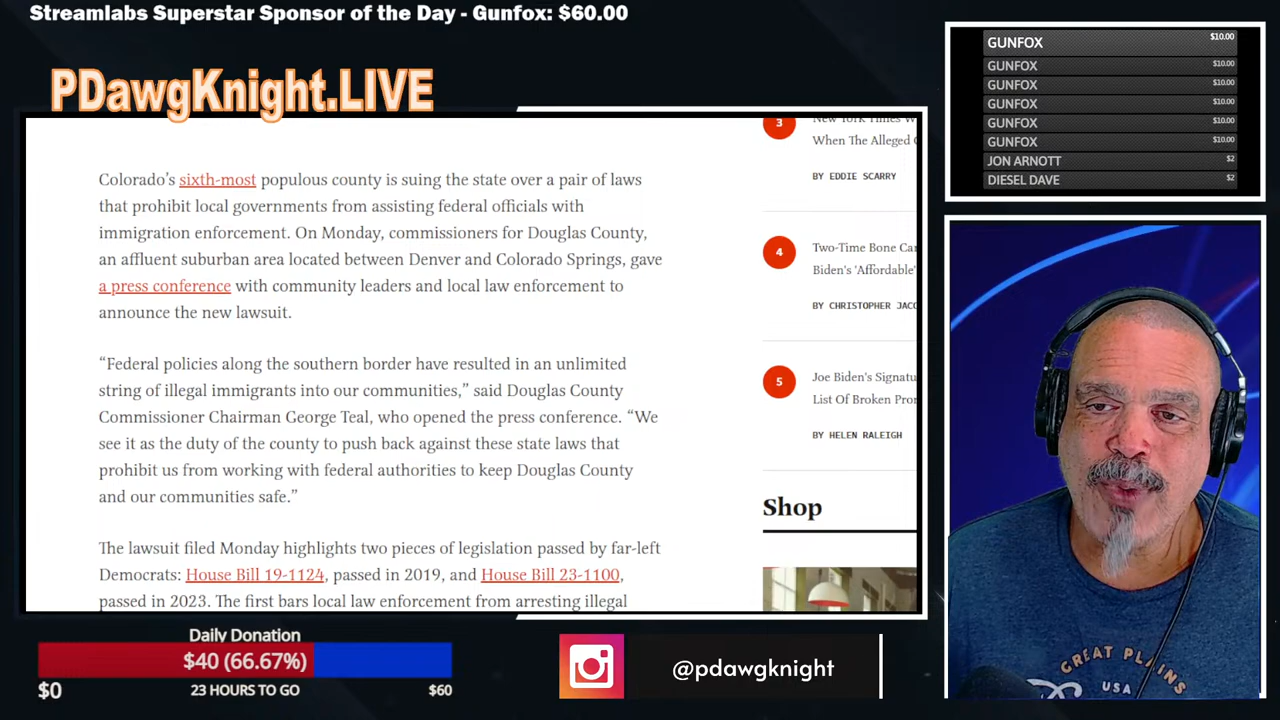 Streamlabs Superstar Sponsor of the Day - Gunfox: $60.00
PDawgKnight.LIVE
Colorado’s sixth-most populous county is suing the state over a pair of laws
that prohibit local governments from assisting federal officials with
immigration enforcement. On Monday, commissioners for Douglas County,
an affluent suburban area located between Denver and Colorado Springs, gave
a press conference with community leaders and local law enforcement to
announce the new lawsuit.
“Federal policies along the southern border have resulted in an unlimited
string of illegal immigrants into our communities,” said Douglas County
Commissioner Chairman George Teal, who opened the press conference. “We
see it as the duty of the county to push back against these state laws that
prohibit us from working with federal authorities to keep Douglas County
and our communities safe.”
The lawsuit filed Monday highlights two pieces of legislation passed by far-left
Democrats: House Bill 19-1124, passed in 2019, and House Bill 23-1100,
passed in 2023. The first bars local law enforcement from arresting illegal
3
New York Times
When The Alleged
BY EDDIE SCARRY
4
Two-Time Bone
Biden's 'Affordable'
BY CHRISTOPHER
5
Joe Biden's
List Of Broken
BY HELEN RALEIGH
Shop
GUNFOX $10.00
GUNFOX $10.00
GUNFOX $10.00
GUNFOX $10.00
GUNFOX $10.00
GUNFOX $10.00
JON ARNOTT $2
DIESEL DAVE $2
GREAT PLAINS
USA
Daily Donation
$40 (66.67%)
$0 23 HOURS TO GO $60
@pdawgknight